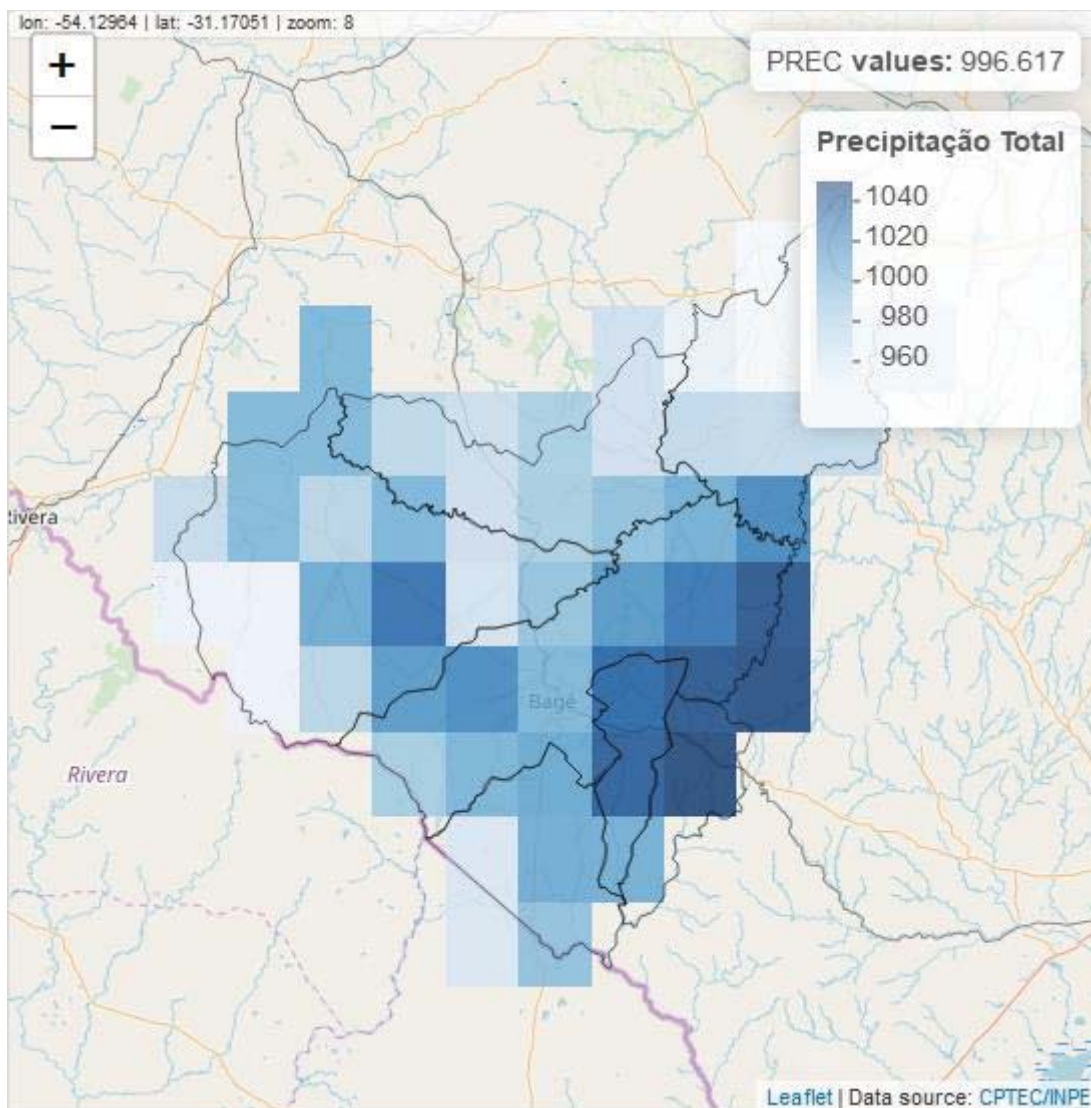 lon: -54.12964 | lat: -31.17051 | zoom: 8
+
−
PREC values: 996.617
Precipitação Total
1040
1020
1000
980
960
Rivera
Bagé
Rivera
Leaflet | Data source: CPTEC/INPE